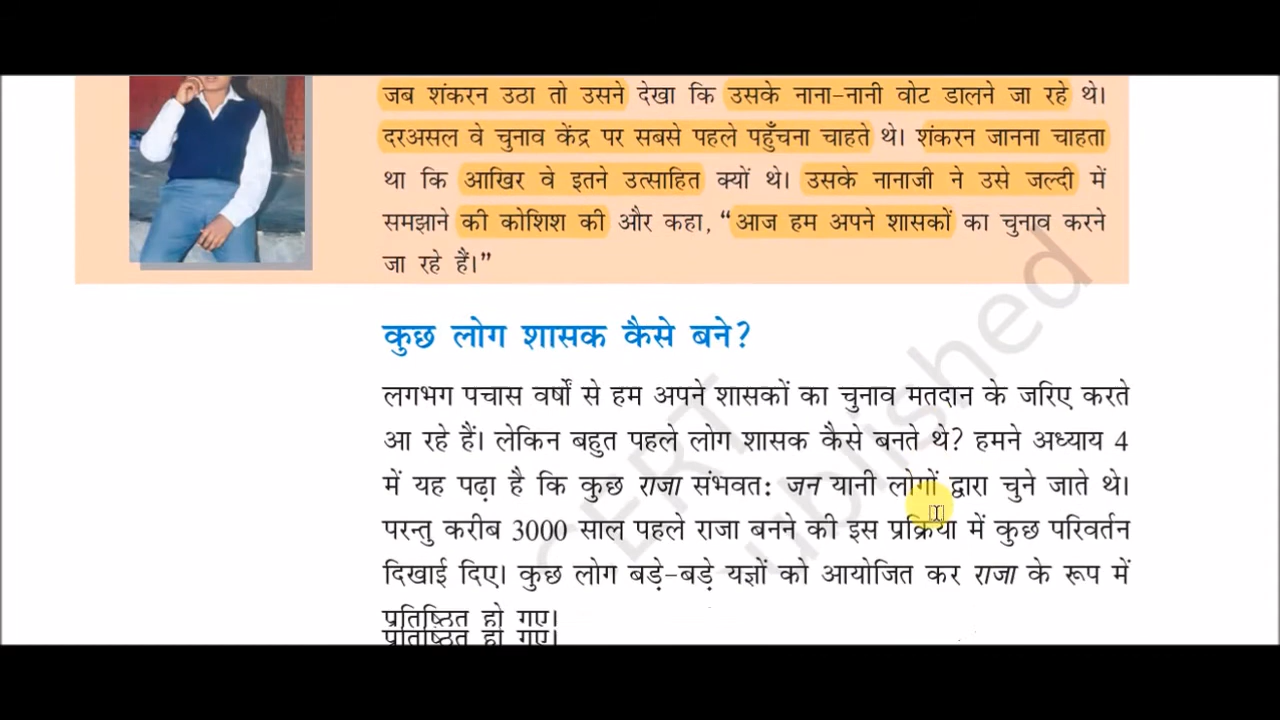 जब शंकरन उठा तो उसने देखा कि उसके नाना-नानी वोट डालने जा रहे थे।
दरअसल वे चुनाव केंद्र पर सबसे पहले पहुँचना चाहते थे। शंकरन जानना चाहता
था कि आखिर वे इतने उत्साहित क्यों थे। उसके नानाजी ने उसे जल्दी में
समझाने की कोशिश की और कहा, “आज हम अपने शासकों का चुनाव करने
जा रहे हैं।”
कुछ लोग शासक कैसे बने?
लगभग पचास वर्षों से हम अपने शासकों का चुनाव मतदान के जरिए करते
आ रहे हैं। लेकिन बहुत पहले लोग शासक कैसे बनते थे? हमने अध्याय 4
में यह पढ़ा है कि कुछ राजा संभवत: जन यानी लोगों द्वारा चुने जाते थे।
परन्तु करीब 3000 साल पहले राजा बनने की इस प्रक्रिया में कुछ परिवर्तन
दिखाई दिए। कुछ लोग बड़े-बड़े यज्ञों को आयोजित कर राजा के रूप में
प्रतिष्ठित हो गए।
प्रतिष्ठित हो गए।